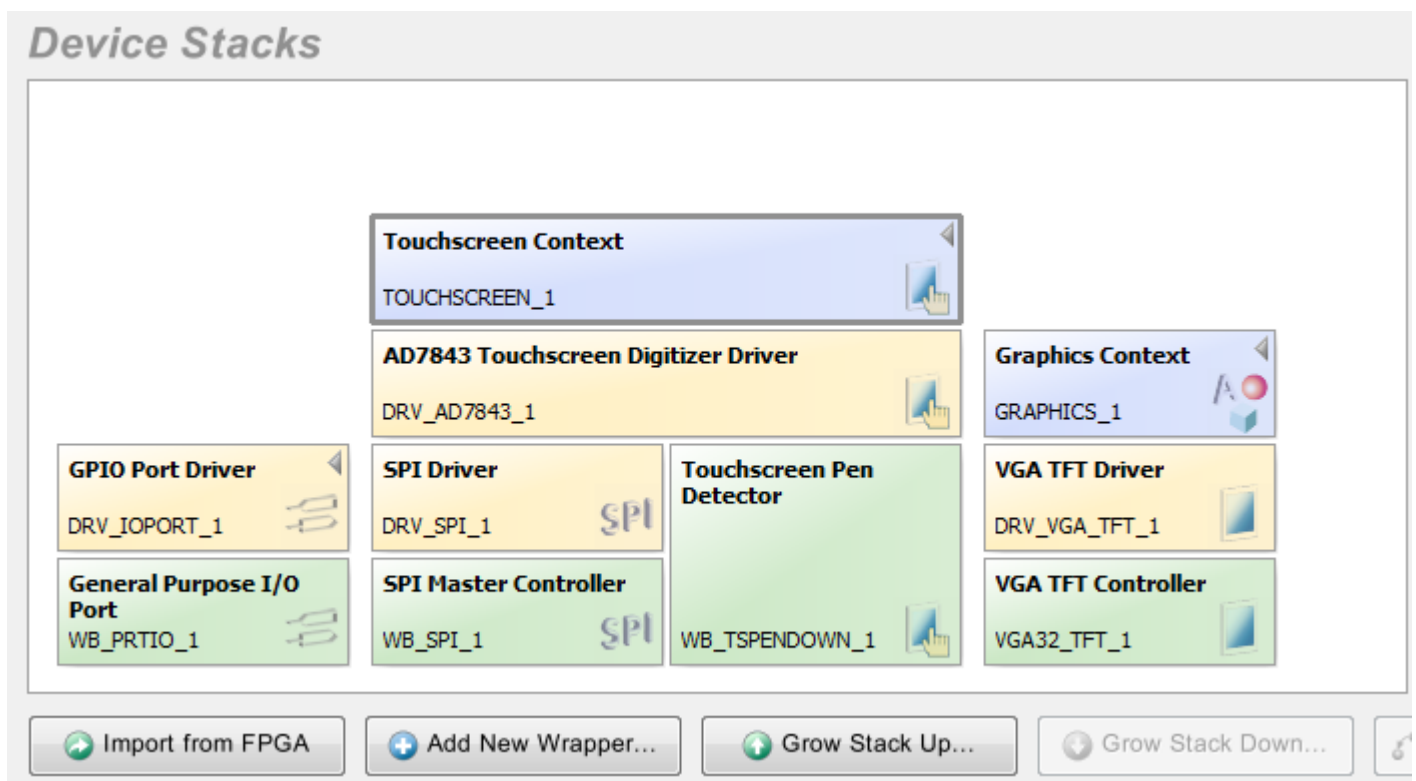 Device Stacks
Touchscreen Context
TOUCHSCREEN_1
AD7843 Touchscreen Digitizer Driver
DRV_AD7843_1
Graphics Context
GRAPHICS_1
GPIO Port Driver
DRV_IOPORT_1
SPI Driver
SPI
DRV_SPI_1
Touchscreen Pen
Detector
WB_TSPENDOWN_1
VGA TFT Driver
DRV_VGA_TFT_1
General Purpose I/O
Port
WB_PRTIO_1
SPI Master Controller
SPI
WB_SPI_1
VGA TFT Controller
VGA32_TFT_1
Import from FPGA
Add New Wrapper...
Grow Stack Up...
Grow Stack Down...